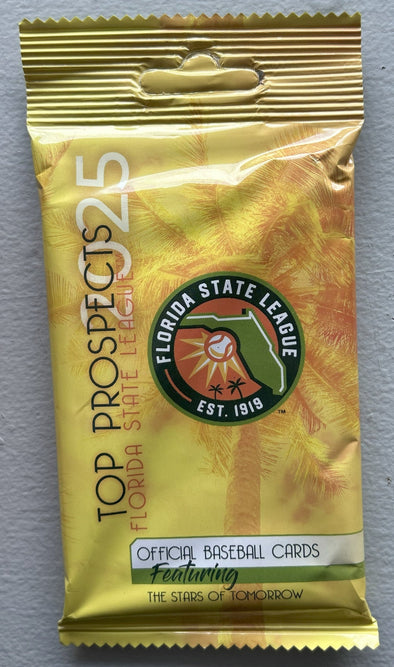 2025
TOP PROSPECTS
FLORIDA STATE LEAGUE
FLORIDA STATE LEAGUE
EST. 1919
TM
OFFICIAL BASEBALL CARDS
Featuring
THE STARS OF TOMORROW